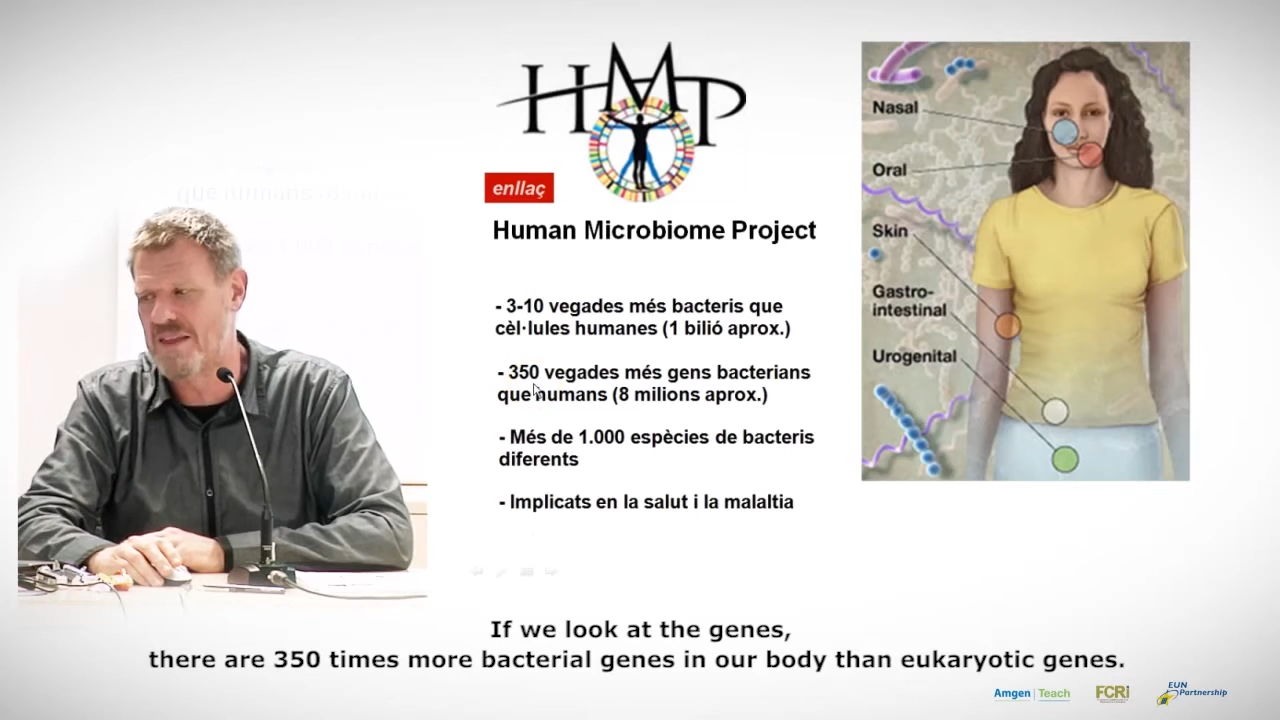 HMP
enllaç
Human Microbiome Project
- 3-10 vegades més bacteris que
cèl·lules humanes (1 bilió aprox.)
- 350 vegades més gens bacterians
que humans (8 milions aprox.)
- Més de 1.000 espècies de bacteris
diferents
- Implicats en la salut i la malaltia
Nasal
Oral
Skin
Gastro-
intestinal
Urogenital
If we look at the genes,
there are 350 times more bacterial genes in our body than eukaryotic genes.
Amgen | Teach
FCRi
EUN
Partnership